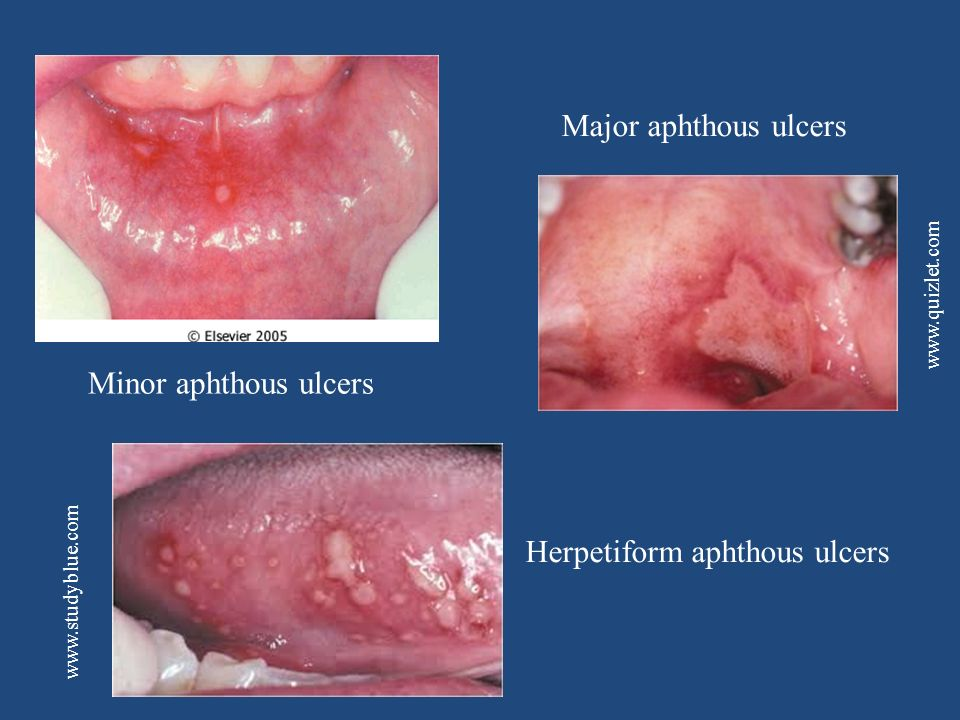 Major aphthous ulcers
www.quizlet.com
© Elsevier 2005
Minor aphthous ulcers
www.studyblue.com
Herpetiform aphthous ulcers